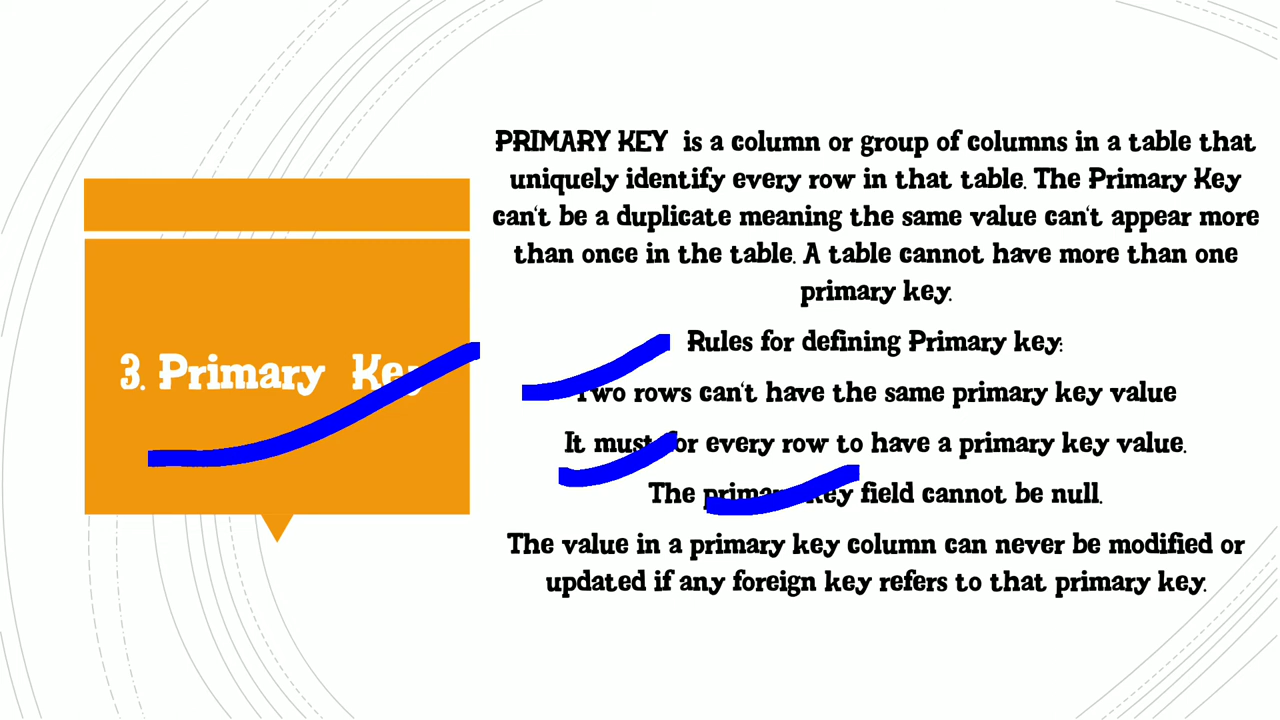 3. Primary Key
PRIMARY KEY is a column or group of columns in a table that
uniquely identify every row in that table. The Primary Key
can't be a duplicate meaning the same value can't appear more
than once in the table. A table cannot have more than one
primary key.
Rules for defining Primary key:
Two rows can't have the same primary key value
It must for every row to have a primary key value.
The primary key field cannot be null.
The value in a primary key column can never be modified or
updated if any foreign key refers to that primary key.